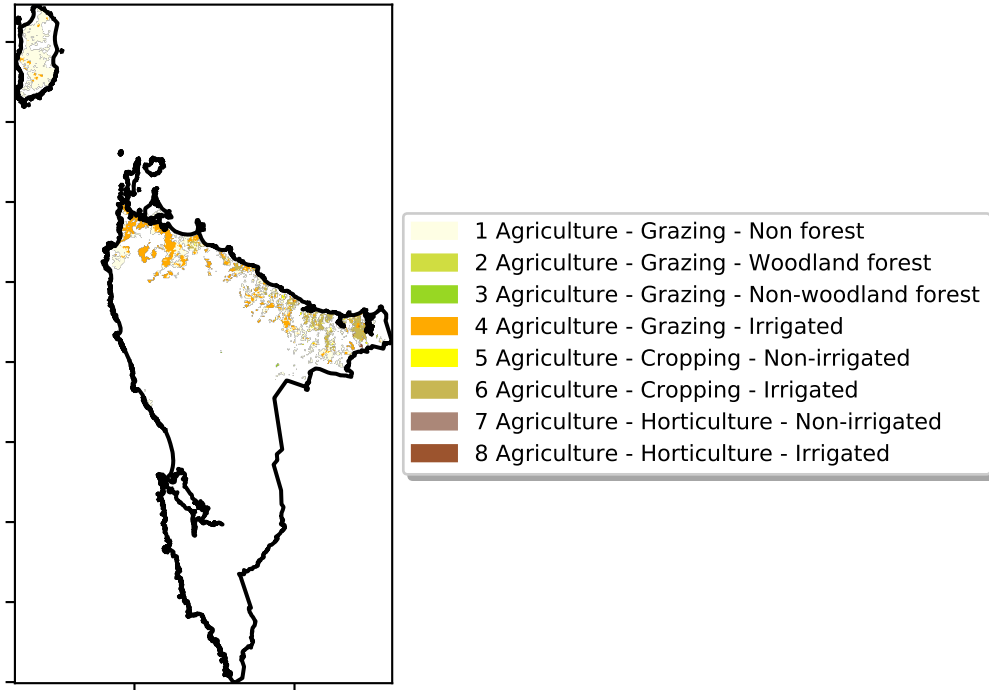 1 Agriculture - Grazing - Non forest
2 Agriculture - Grazing - Woodland forest
3 Agriculture - Grazing - Non-woodland forest
4 Agriculture - Grazing - Irrigated
5 Agriculture - Cropping - Non-irrigated
6 Agriculture - Cropping - Irrigated
7 Agriculture - Horticulture - Non-irrigated
8 Agriculture - Horticulture - Irrigated